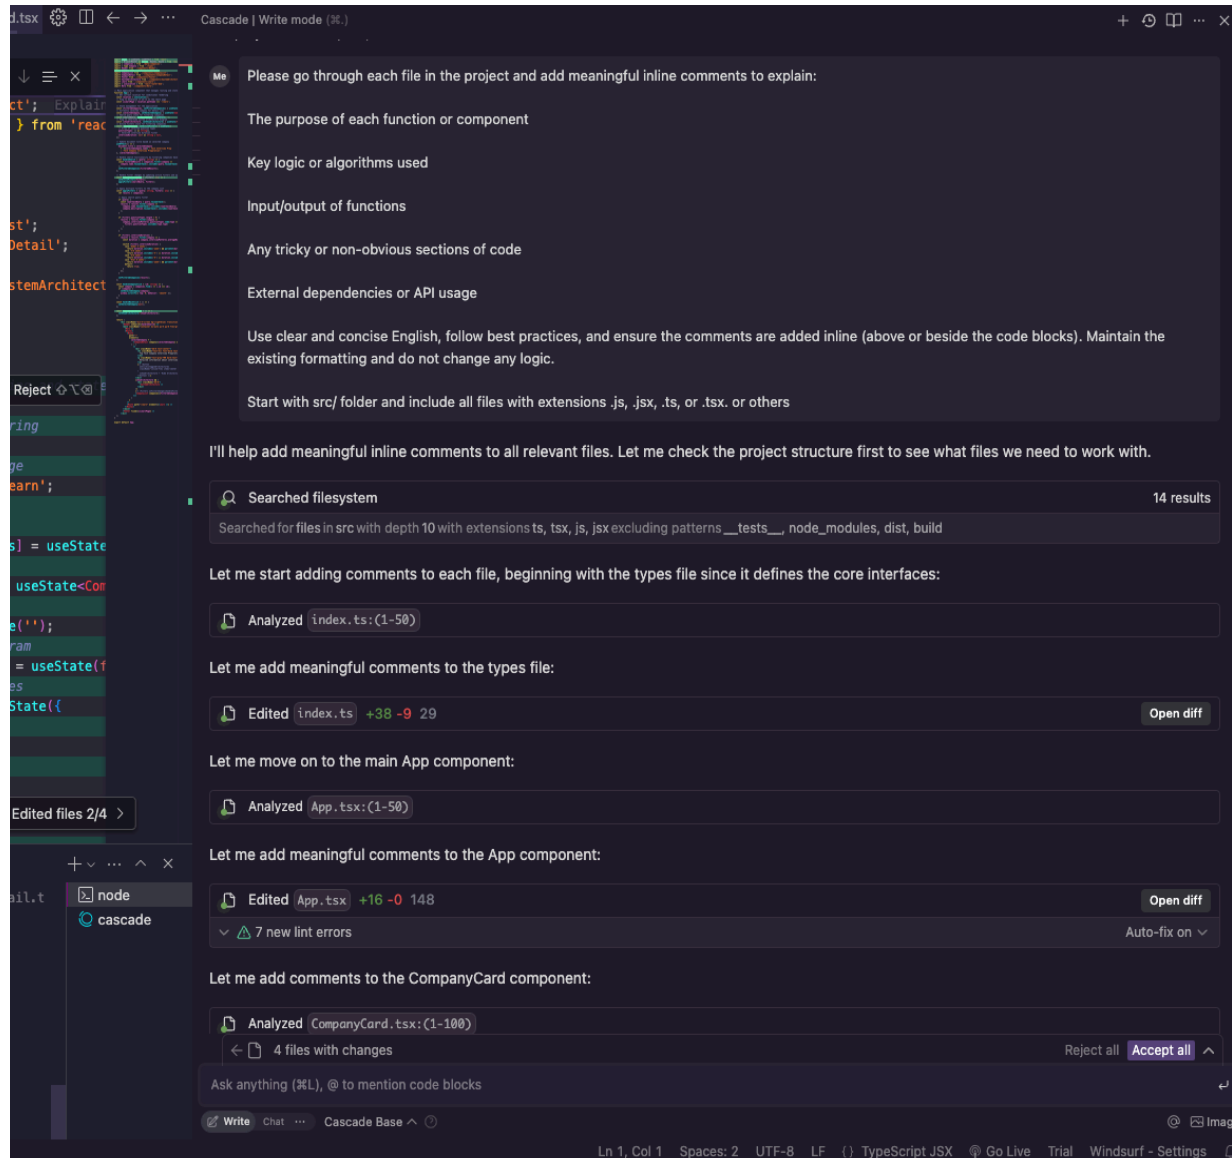 d.tsx
Cascade | Write mode (⌘.)
Me
Please go through each file in the project and add meaningful inline comments to explain:
The purpose of each function or component
Key logic or algorithms used
Input/output of functions
Any tricky or non-obvious sections of code
External dependencies or API usage
Use clear and concise English, follow best practices, and ensure the comments are added inline (above or beside the code blocks). Maintain the
existing formatting and do not change any logic.
Start with src/ folder and include all files with extensions .js, .jsx, .ts, or .tsx. or others
ct'; Explain
} from 'reac
st';
Detail';
stemArchitect
Reject ⇧⌥⌫
ring
ge
earn';
s] = useState
useState<Com
e('');
ram
= useState(f
es
State({
Edited files 2/4 >
ail.t
node
cascade
I'll help add meaningful inline comments to all relevant files. Let me check the project structure first to see what files we need to work with.
Searched filesystem 14 results
Searched for files in src with depth 10 with extensions ts, tsx, js, jsx excluding patterns __tests__, node_modules, dist, build
Let me start adding comments to each file, beginning with the types file since it defines the core interfaces:
Analyzed index.ts:(1-50)
Let me add meaningful comments to the types file:
Edited index.ts +38 -9 29 Open diff
Let me move on to the main App component:
Analyzed App.tsx:(1-50)
Let me add meaningful comments to the App component:
Edited App.tsx +16 -0 148 Open diff
7 new lint errors Auto-fix on
Let me add comments to the CompanyCard component:
Analyzed CompanyCard.tsx:(1-100)
4 files with changes Reject all Accept all
Ask anything (⌘L), @ to mention code blocks
Write Chat ... Cascade Base @ Imag
Ln 1, Col 1 Spaces: 2 UTF-8 LF {} TypeScript JSX Go Live Trial Windsurf - Settings